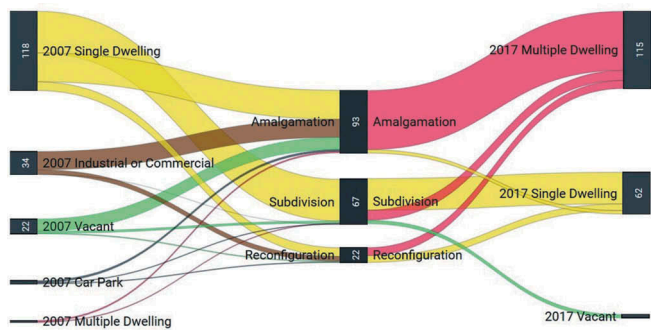 118
2007 Single Dwelling
34
2007 Industrial or Commercial
22
2007 Vacant
2007 Car Park
2007 Multiple Dwelling
Amalgamation
93
Amalgamation
Subdivision
67
Subdivision
Reconfiguration
22
Reconfiguration
2017 Multiple Dwelling
115
2017 Single Dwelling
62
2017 Vacant